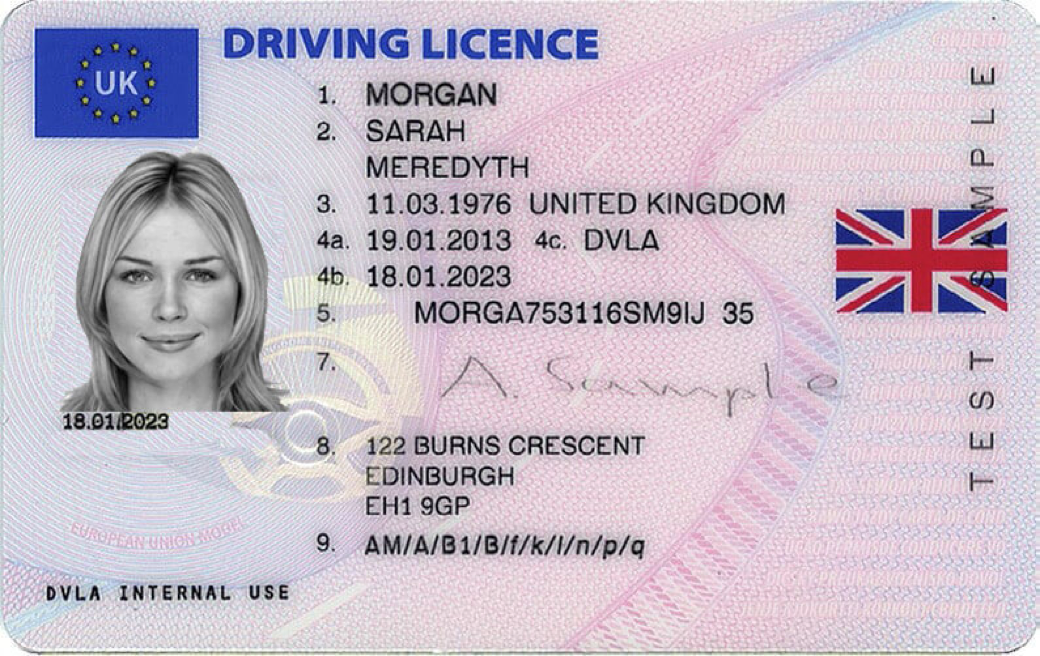 UK
DRIVING LICENCE
1. MORGAN
2. SARAH
MEREDYTH
3. 11.03.1976 UNITED KINGDOM
4a. 19.01.2013 4c. DVLA
4b. 18.01.2023
5. MORGA753116SM9IJ 35
7. A. Sample
18.01.2023
8. 122 BURNS CRESCENT
EDINBURGH
EH1 9GP
9. AM/A/B1/B/f/k/l/n/p/q
EUROPEAN UNION MODEL
DVLA INTERNAL USE
TEST SAMPLE